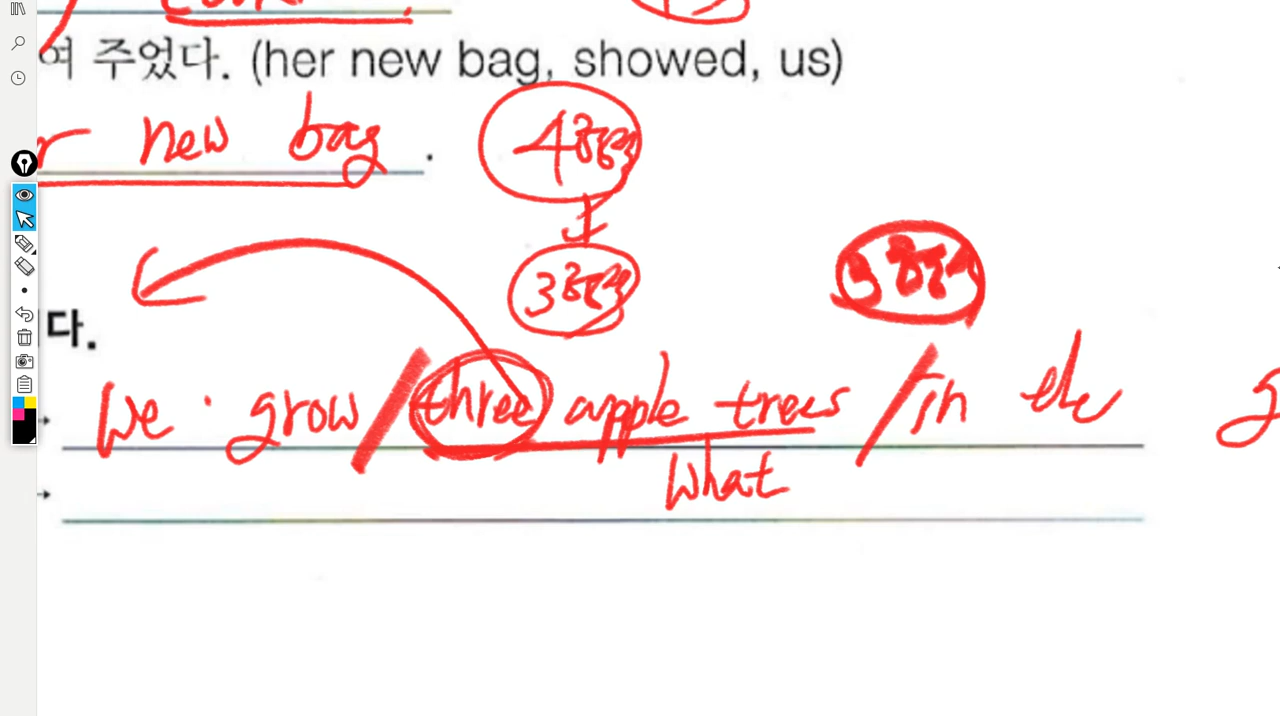 여 주었다. (her new bag, showed, us)
r new bag. 4형식
3형식
3형식
다.
We grow / three apple trees / in the g
What